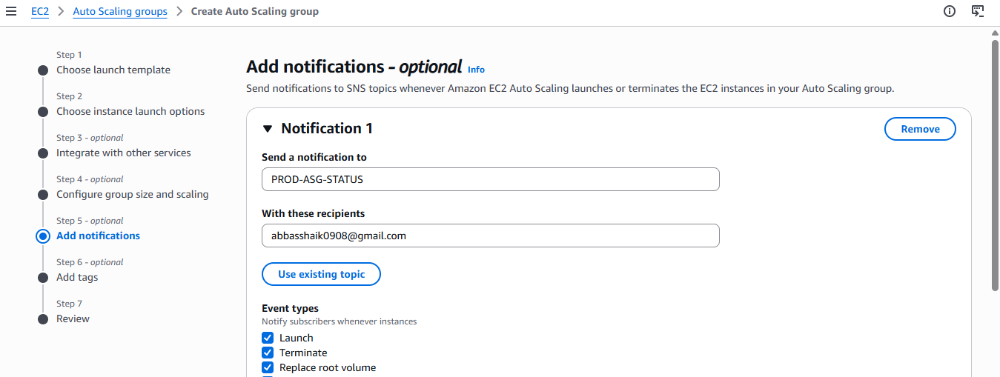 EC2 > Auto Scaling groups > Create Auto Scaling group
Step 1
Choose launch template
Step 2
Choose instance launch options
Step 3 - optional
Integrate with other services
Step 4 - optional
Configure group size and scaling
Step 5 - optional
Add notifications
Step 6 - optional
Add tags
Step 7
Review
Add notifications - optional Info
Send notifications to SNS topics whenever Amazon EC2 Auto Scaling launches or terminates the EC2 instances in your Auto Scaling group.
Notification 1
Remove
Send a notification to
PROD-ASG-STATUS
With these recipients
abbasshaik0908@gmail.com
Use existing topic
Event types
Notify subscribers whenever instances
Launch
Terminate
Replace root volume